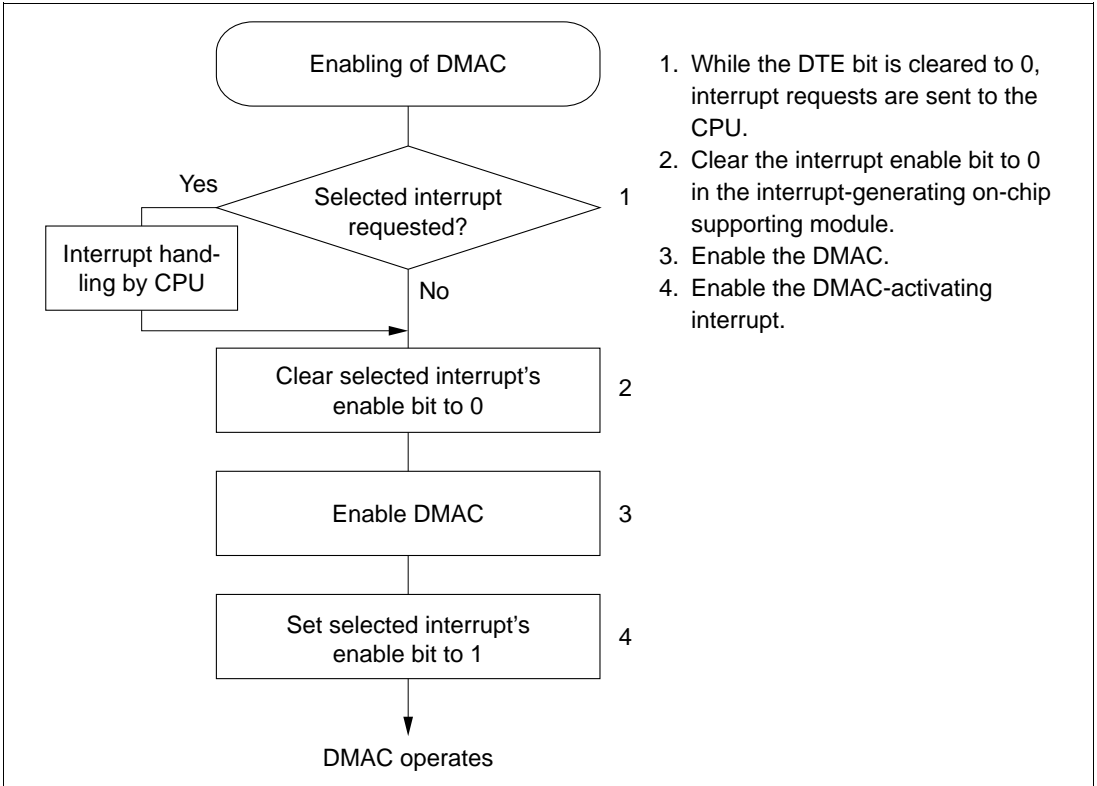 Enabling of DMAC
Yes
Selected interrupt
requested?
1
Interrupt hand-
ling by CPU
No
Clear selected interrupt's
enable bit to 0
2
Enable DMAC
3
Set selected interrupt's
enable bit to 1
4
DMAC operates
1. While the DTE bit is cleared to 0,
interrupt requests are sent to the
CPU.
2. Clear the interrupt enable bit to 0
in the interrupt-generating on-chip
supporting module.
3. Enable the DMAC.
4. Enable the DMAC-activating
interrupt.